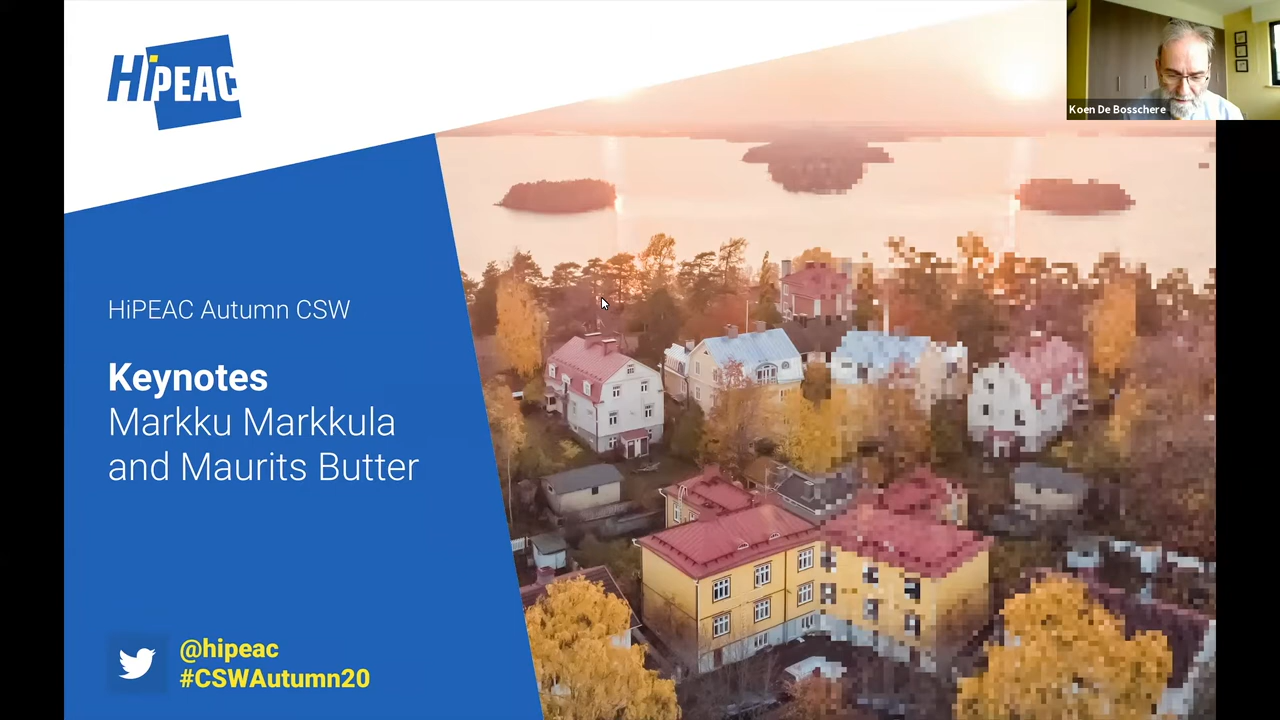 HiPEAC
Koen De Bosschere
HiPEAC Autumn CSW
Keynotes
Markku Markkula
and Maurits Butter
@hipeac
#CSWAutumn20